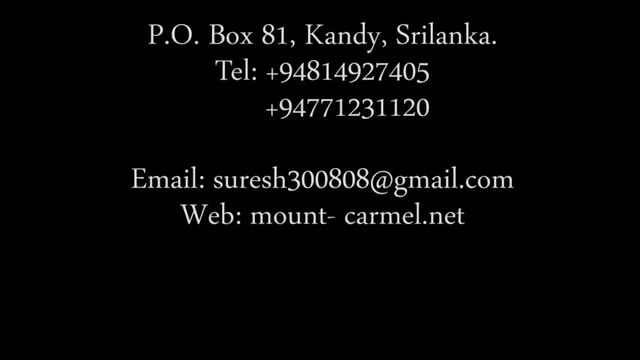 P.O. Box 81, Kandy, Srilanka.
Tel: +94814927405
+94771231120
Email: suresh300808@gmail.com
Web: mount- carmel.net